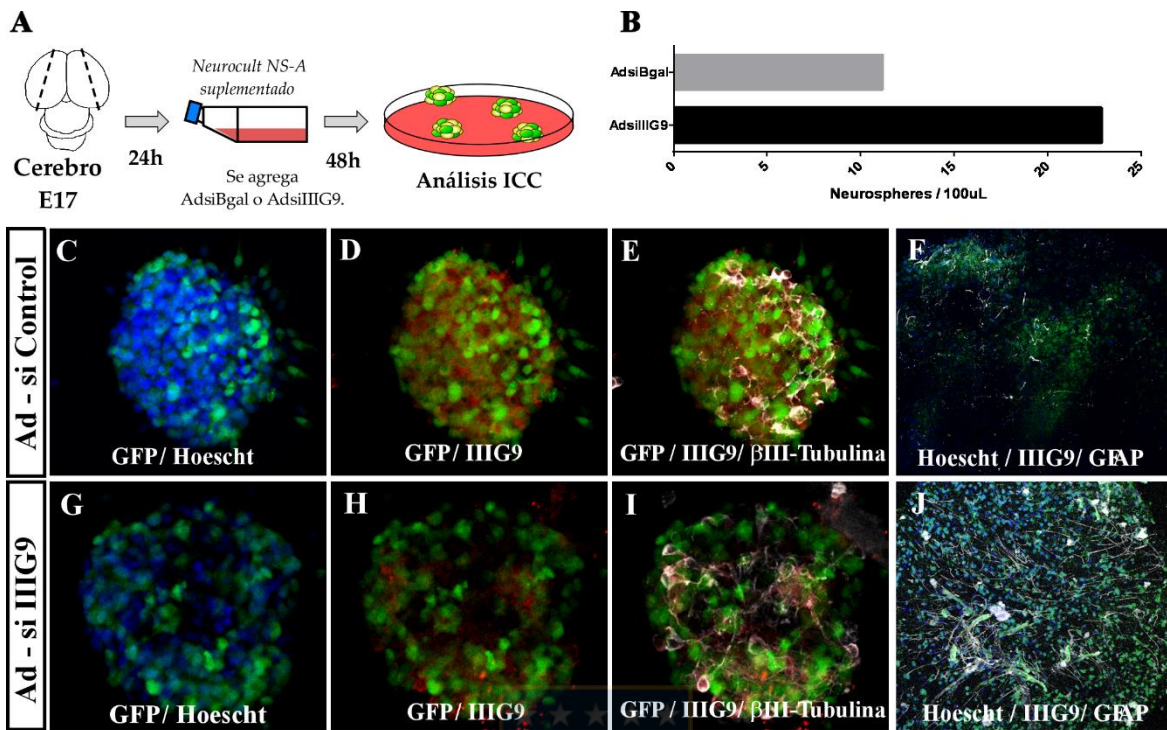 A
Cerebro
E17
24h
Neurocult NS-A
suplementado
Se agrega
AdsiBgal o AdsiIIIG9.
48h
Análisis ICC
B
AdsiBgal
AdsiIIIG9
0
5
10
15
20
25
Neurospheres / 100uL
Ad - si Control
C
GFP/ Hoescht
D
GFP/ IIIG9
E
GFP / IIIG9/ βIII-Tubulina
F
Hoescht / IIIG9/ GFAP
Ad - si IIIG9
G
GFP/ Hoescht
H
GFP/ IIIG9
I
GFP / IIIG9/ βIII-Tubulina
J
Hoescht / IIIG9/ GFAP